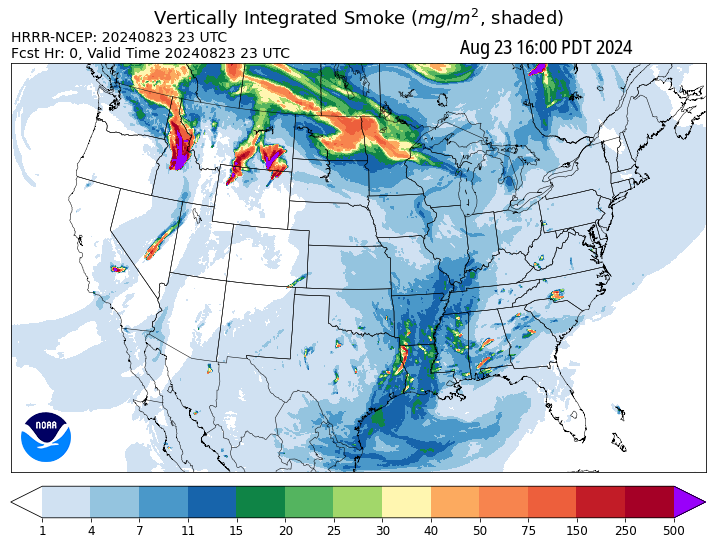 Vertically Integrated Smoke (mg/m², shaded)
HRRR-NCEP: 20240823 23 UTC
Fcst Hr: 0, Valid Time 20240823 23 UTC
Aug 23 16:00 PDT 2024
NOAA
1 4 7 11 15 20 25 30 40 50 75 150 250 500